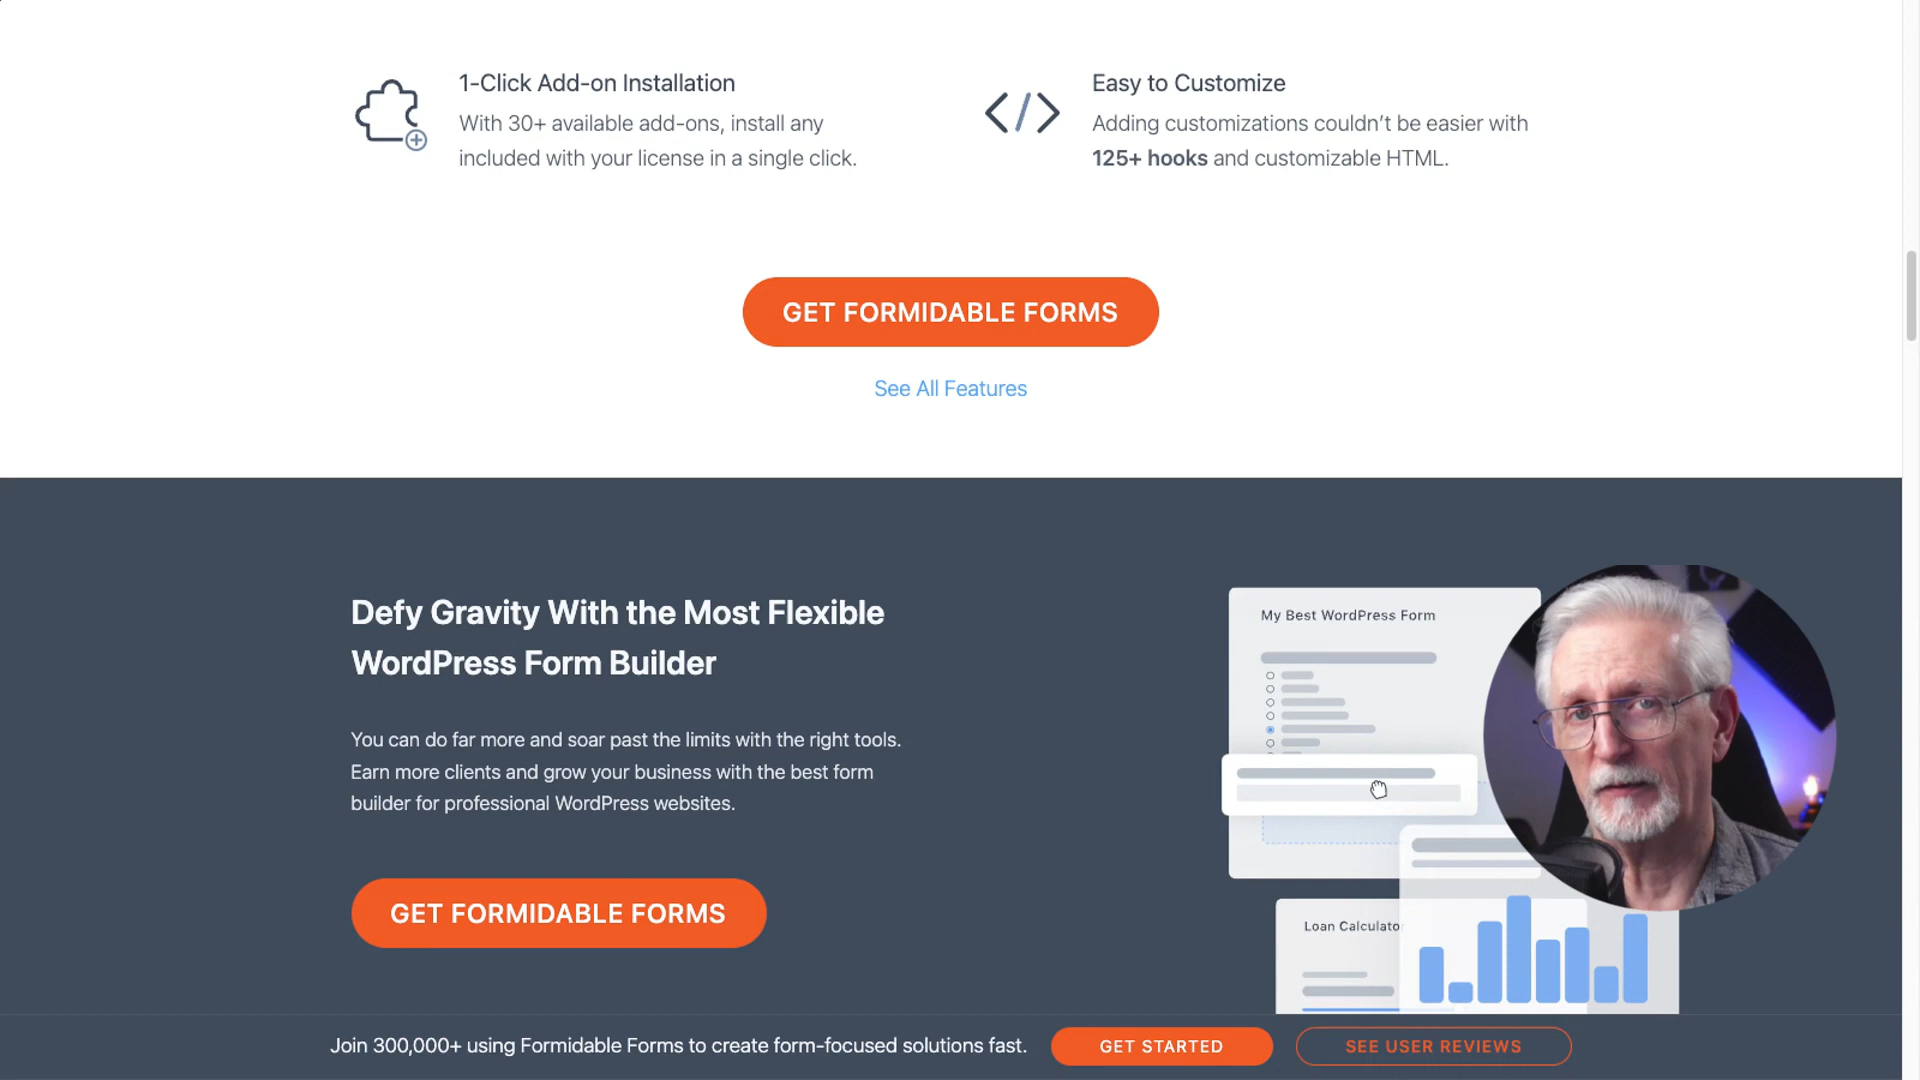 1-Click Add-on Installation
With 30+ available add-ons, install any
included with your license in a single click.
Easy to Customize
Adding customizations couldn’t be easier with
125+ hooks and customizable HTML.
GET FORMIDABLE FORMS
See All Features
Defy Gravity With the Most Flexible
WordPress Form Builder
You can do far more and soar past the limits with the right tools.
Earn more clients and grow your business with the best form
builder for professional WordPress websites.
GET FORMIDABLE FORMS
My Best WordPress Form
Loan Calculator
Join 300,000+ using Formidable Forms to create form-focused solutions fast.
GET STARTED
SEE USER REVIEWS